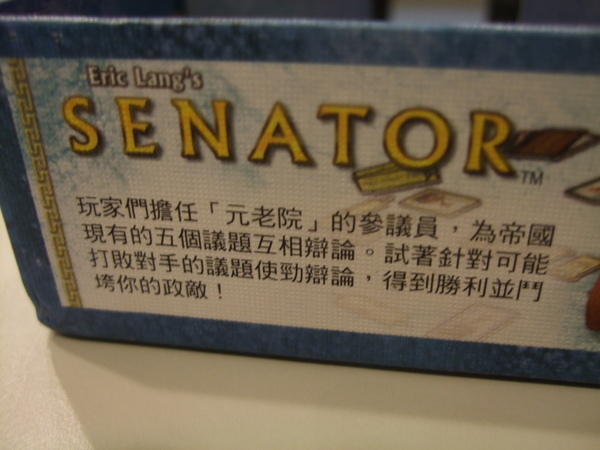 Eric Lang's
SENATOR™
玩家們擔任「元老院」的參議員，為帝國
現有的五個議題互相辯論。試著針對可能
打敗對手的議題使勁辯論，得到勝利並鬥
垮你的政敵！